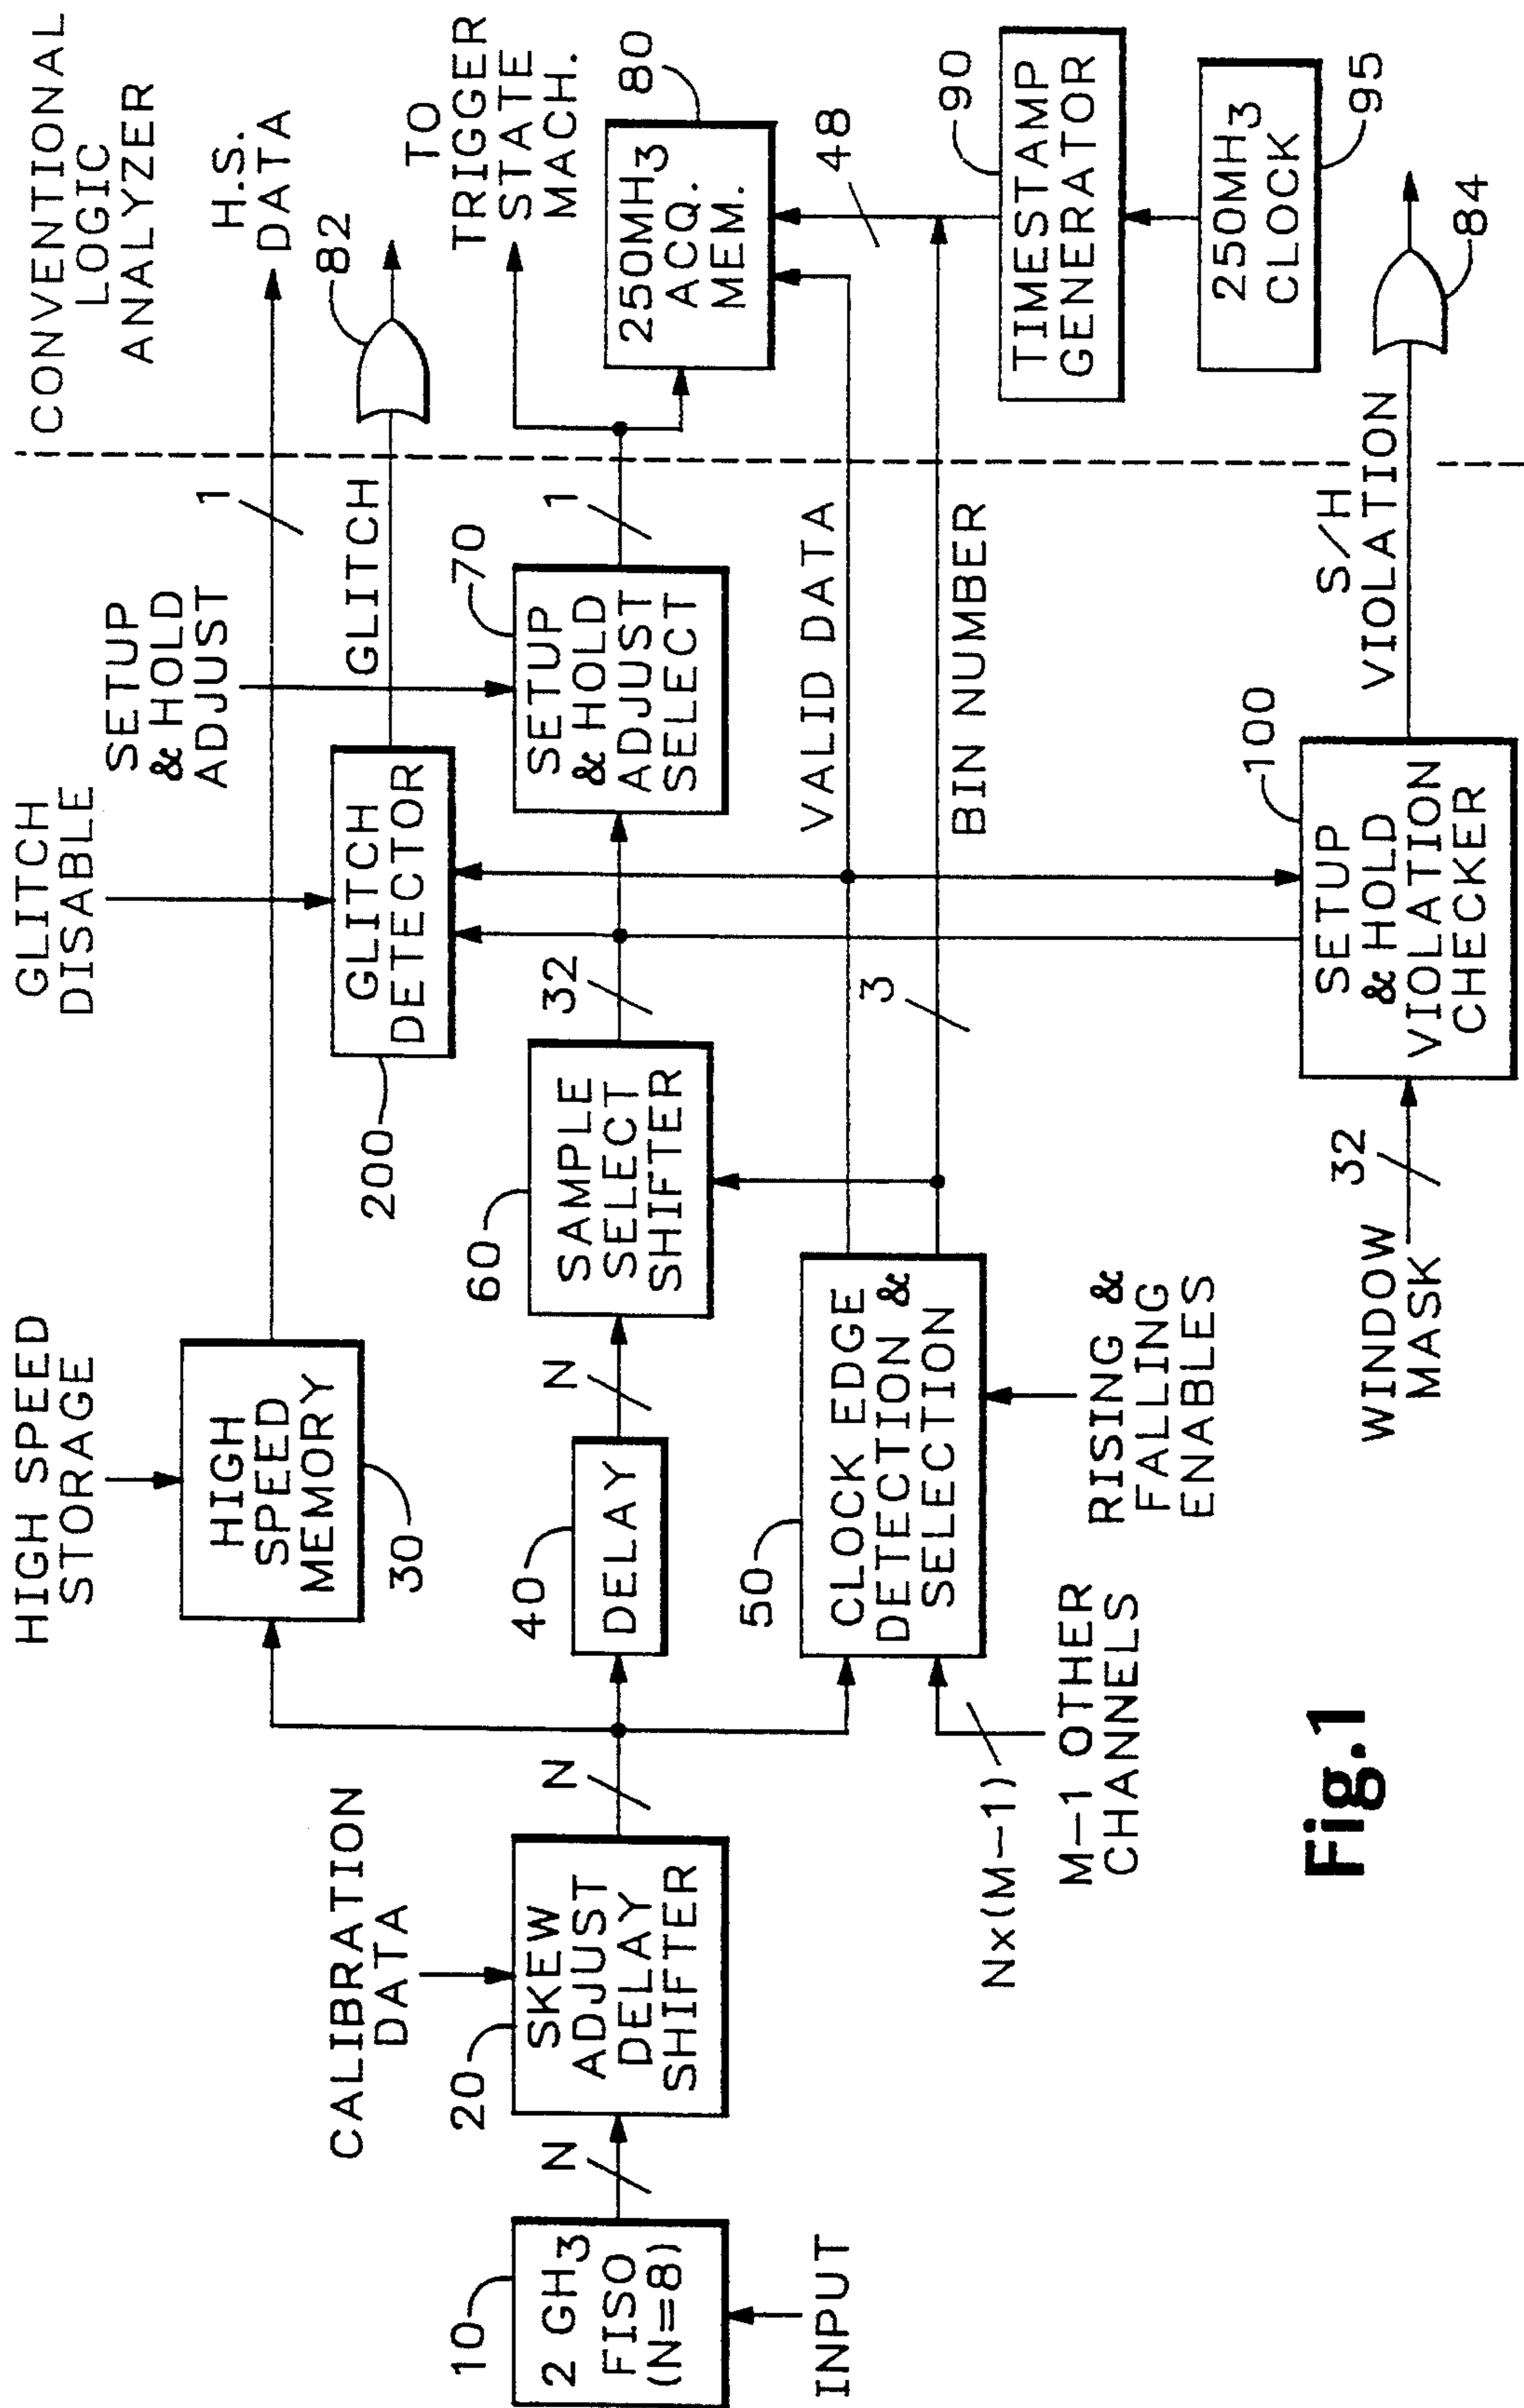 HIGH SPEED
STORAGE
GLITCH
DISABLE
SETUP
& HOLD
ADJUST
CONVENTIONAL
LOGIC
ANALYZER
CALIBRATION
DATA
HIGH
SPEED
MEMORY
30
1
H.S.
DATA
200
GLITCH
DETECTOR
GLITCH
82
10
2 GHz
FISO
(N=8)
INPUT
N
20
SKEW
ADJUST
DELAY
SHIFTER
N
40
DELAY
N
60
SAMPLE
SELECT
SHIFTER
32
70
SETUP
& HOLD
ADJUST
SELECT
1
TO
TRIGGER
STATE
MACH.
250MHz
ACQ.
MEM.
80
50
CLOCK EDGE
DETECTION &
SELECTION
VALID DATA
3
BIN NUMBER
48
Nx(M-1)
M-1 OTHER
CHANNELS
RISING &
FALLING
ENABLES
TIMESTAMP
GENERATOR
90
250MHz
CLOCK
95
WINDOW
MASK
32
100
SETUP
& HOLD
VIOLATION
CHECKER
S/H
VIOLATION
84
Fig.1